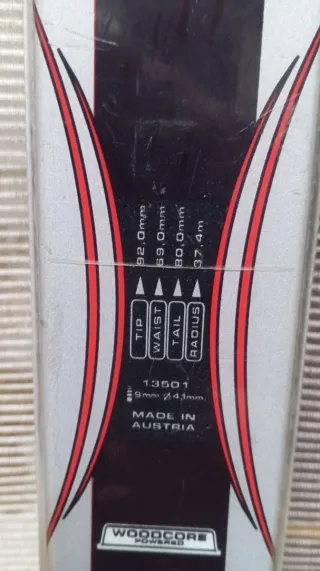 TIP 92.0mm
WAIST 69.0mm
TAIL 80.0mm
RADIUS 37.4m
13501
9mm Ø4,1mm
MADE IN
AUSTRIA
WOODCORE
POWERED